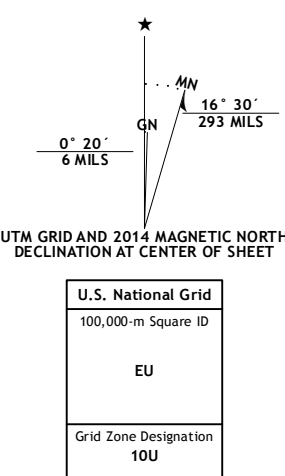 ★
MN
16° 30´
293 MILS
GN
0° 20´
6 MILS
UTM GRID AND 2014 MAGNETIC NORTH
DECLINATION AT CENTER OF SHEET
U.S. National Grid
100,000-m Square ID
EU
Grid Zone Designation
10U